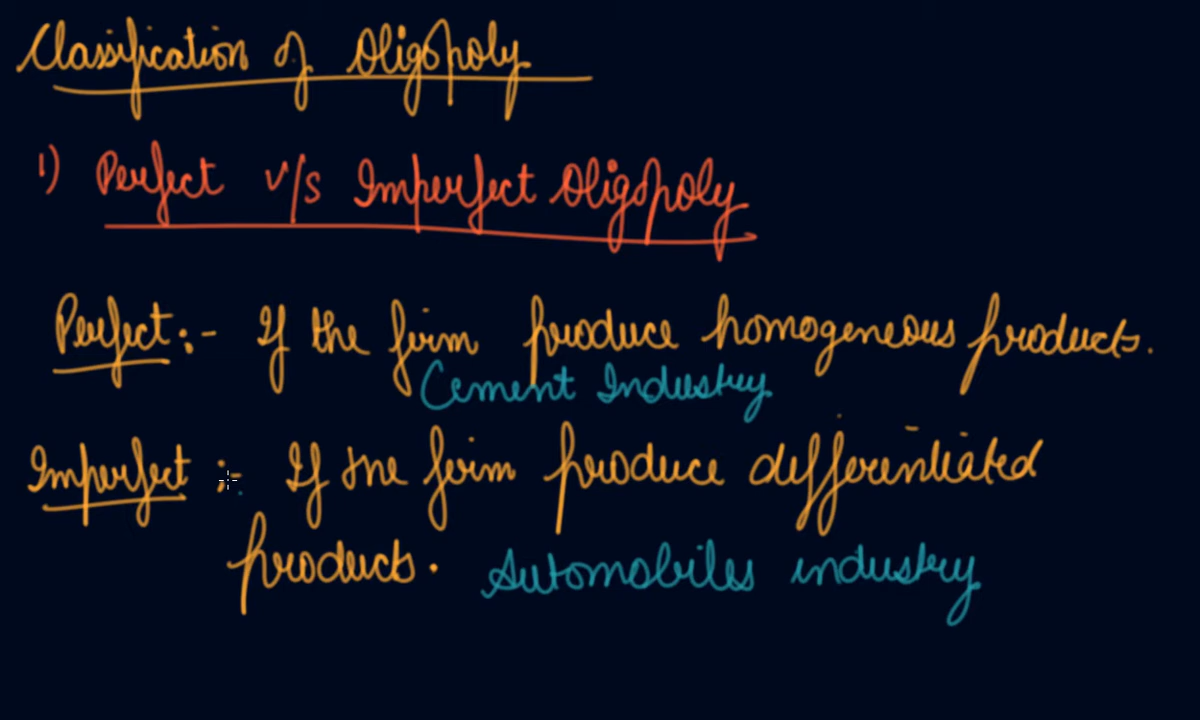 Classification of Oligopoly
1) Perfect v/s Imperfect Oligopoly
Perfect :- If the firm produce homogeneous products.
Cement Industry
Imperfect :- If the firm produce differentiated
products. Automobiles industry